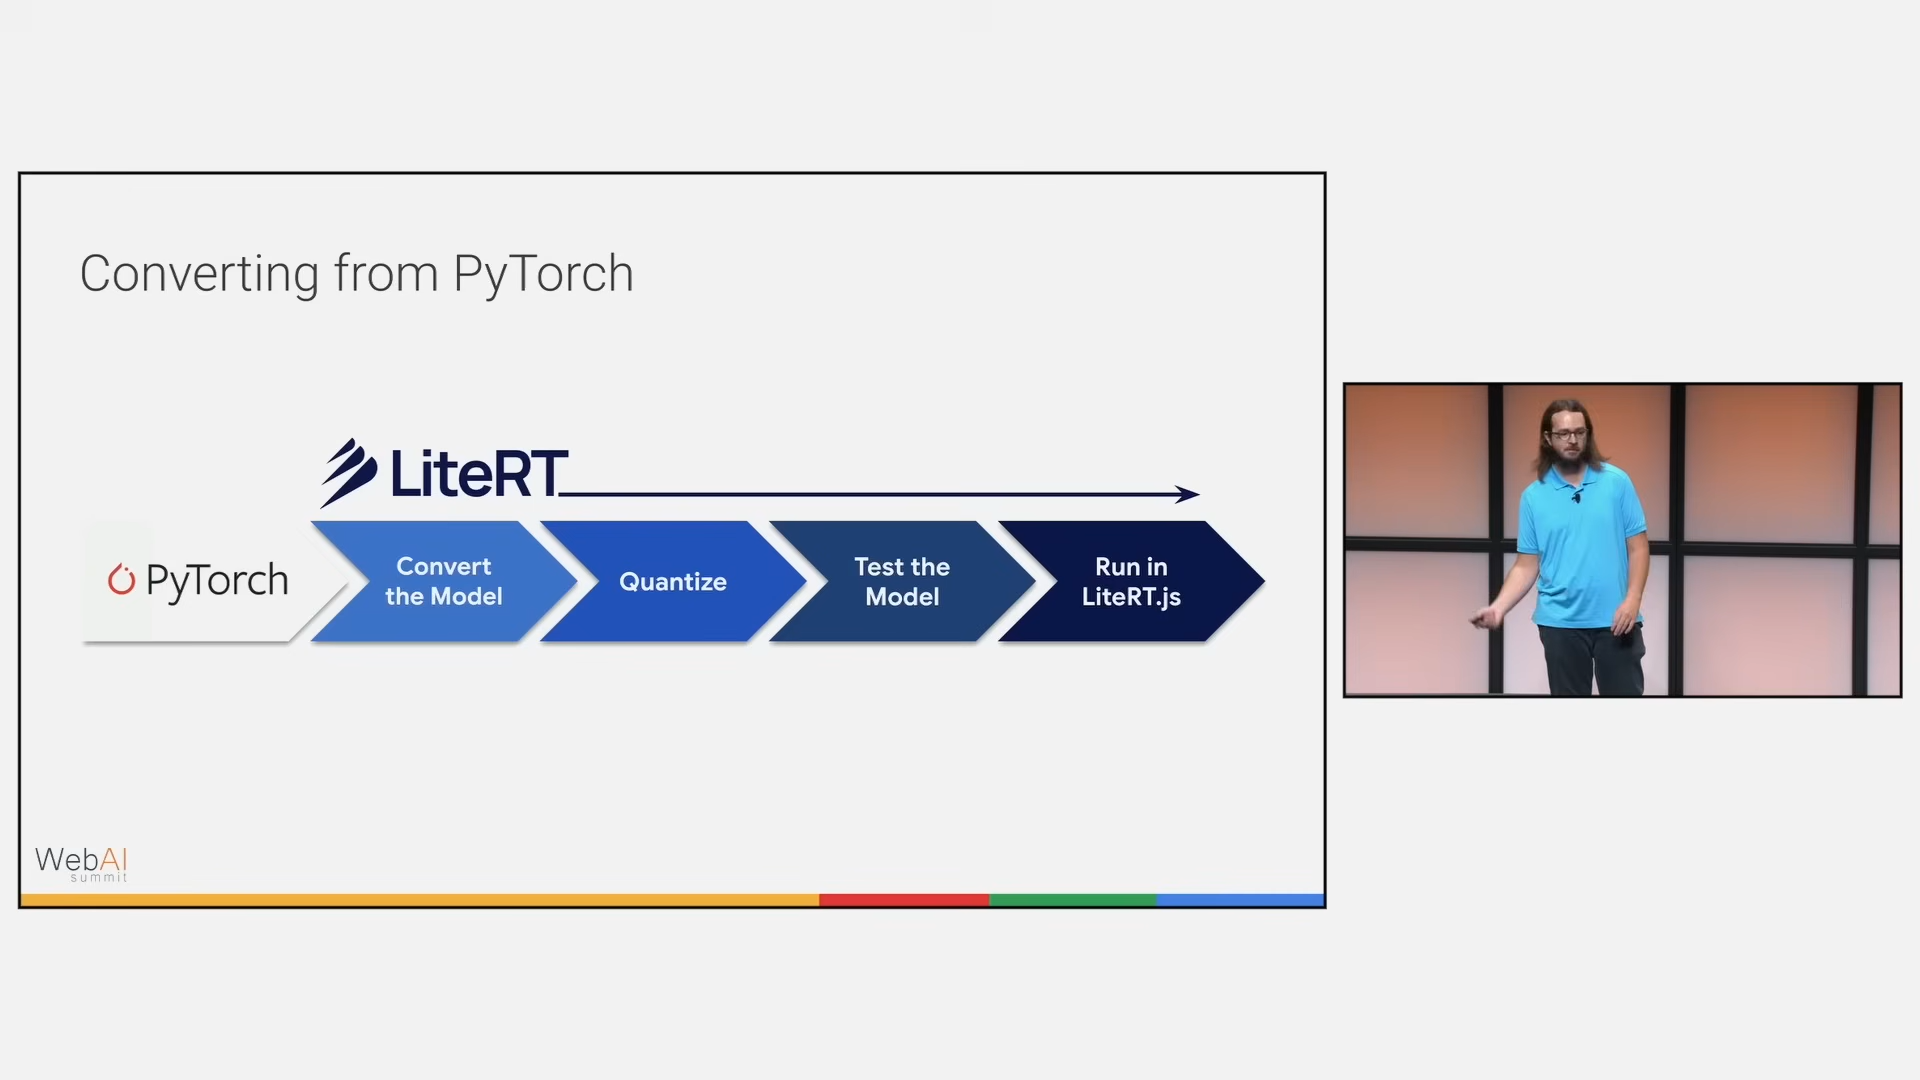 Converting from PyTorch
LiteRT
PyTorch
Convert
the Model
Quantize
Test the
Model
Run in
LiteRT.js
WebAI
summit